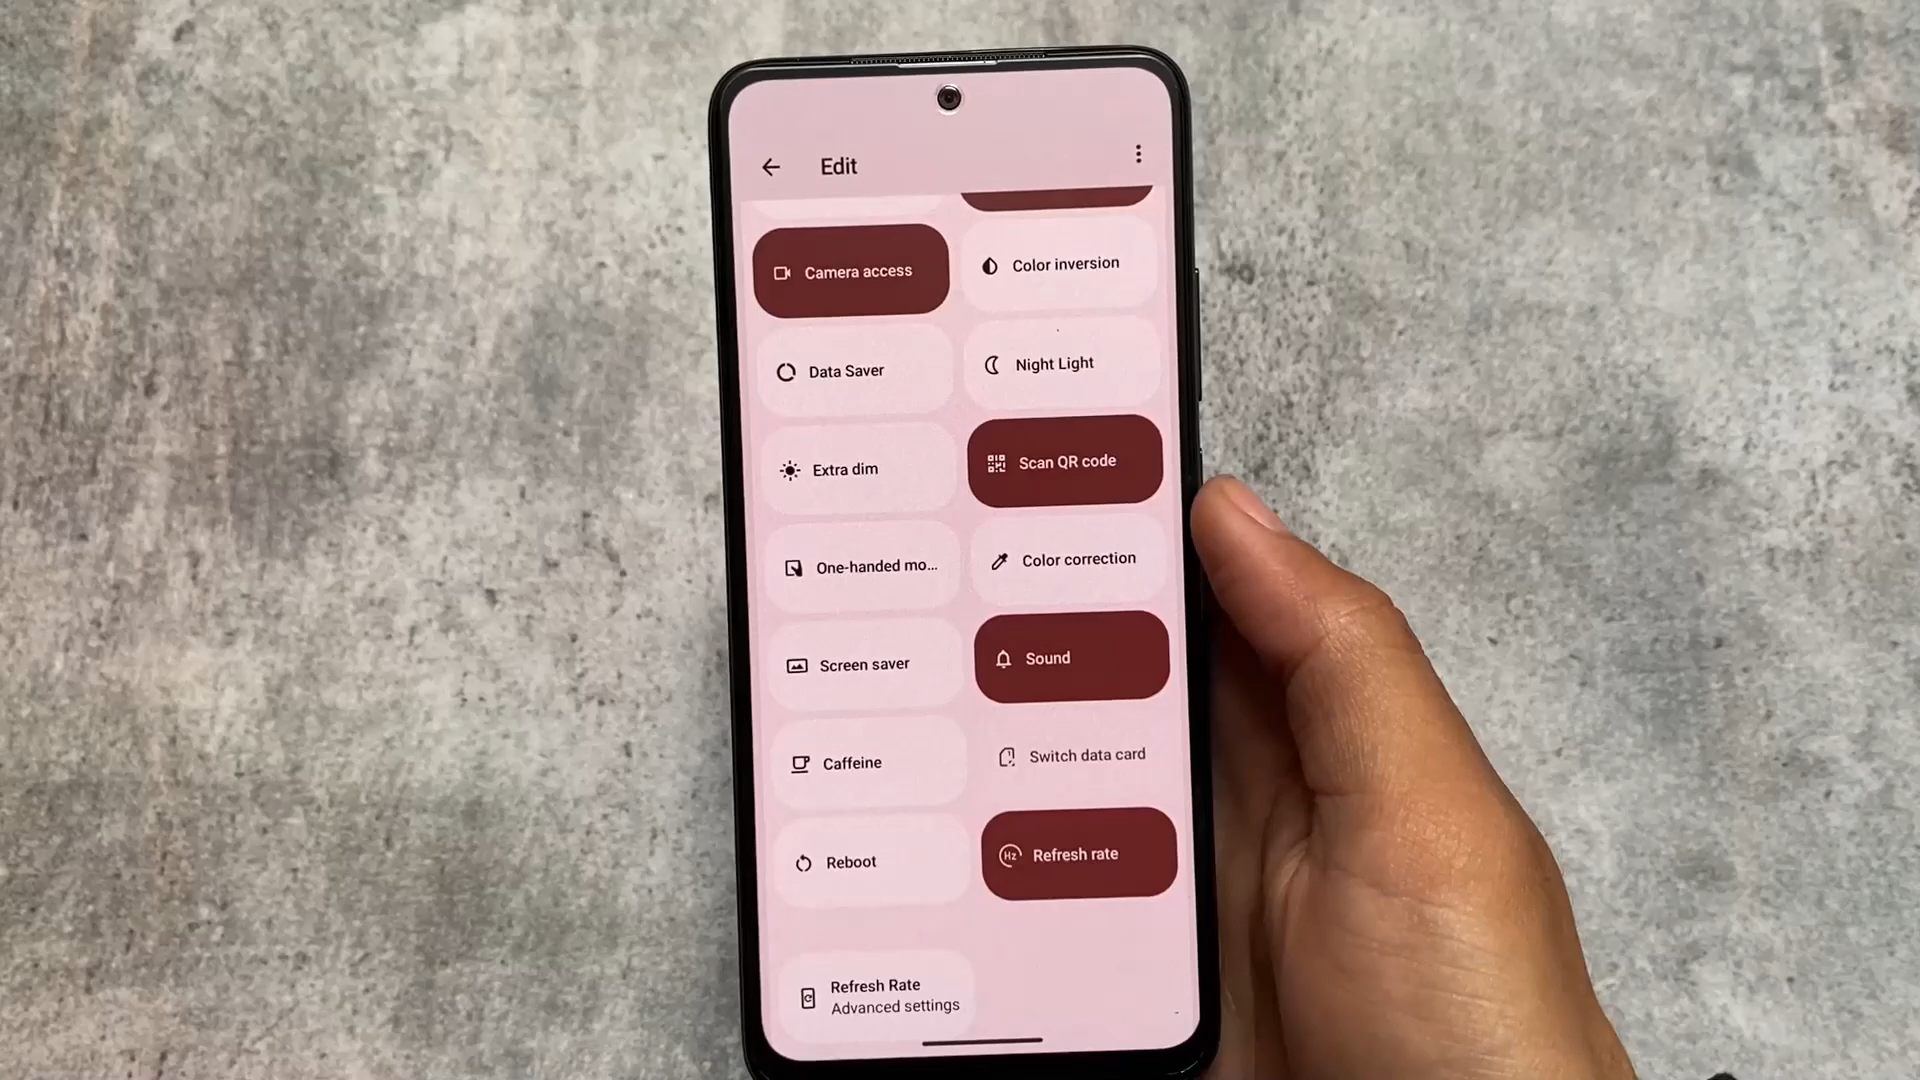 Edit
Camera access
Color inversion
Data Saver
Night Light
Extra dim
Scan QR code
One-handed mo...
Color correction
Screen saver
Sound
Caffeine
Switch data card
Reboot
Hz
Refresh rate
Refresh Rate
Advanced settings